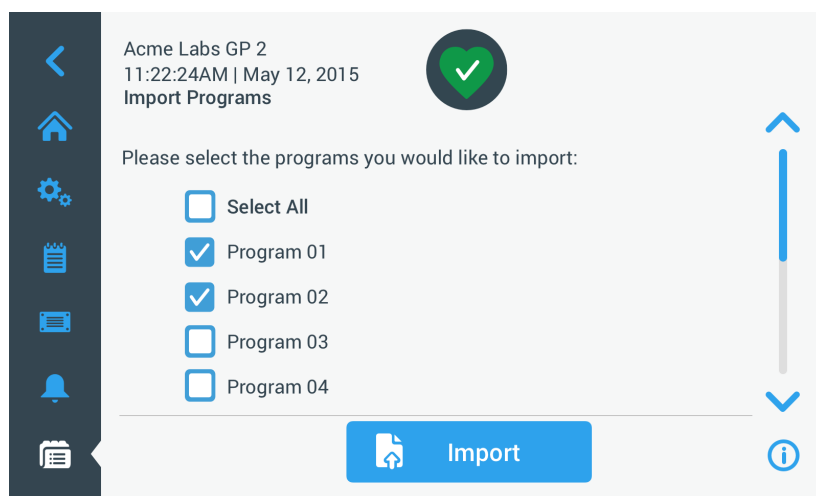 Acme Labs GP 2
11:22:24AM | May 12, 2015
Import Programs
Please select the programs you would like to import:
Select All
Program 01
Program 02
Program 03
Program 04
Import